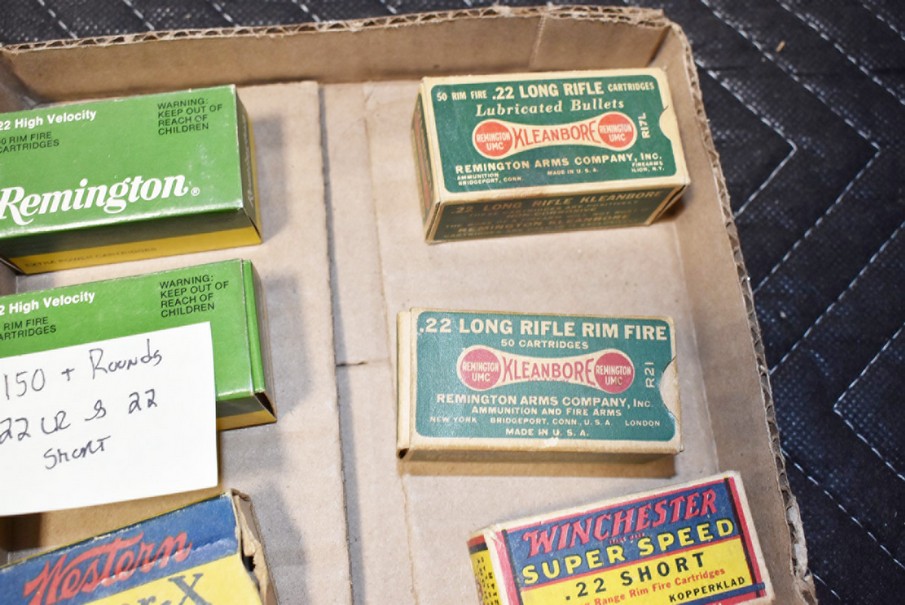 22 High Velocity
50 RIM FIRE
CARTRIDGES
WARNING:
KEEP OUT OF
REACH OF
CHILDREN
Remington®
50 RIM FIRE .22 LONG RIFLE CARTRIDGES
Lubricated Bullets
REMINGTON UMC KLEANBORE REMINGTON UMC
R17L
REMINGTON ARMS COMPANY, INC.
AMMUNITION
BRIDGEPORT, CONN.
MADE IN U.S.A.
FIREARMS
ILION, N.Y.
.22 LONG RIFLE KLEANBORE
2 High Velocity
RIM FIRE
ARTRIDGES
WARNING:
KEEP OUT OF
REACH OF
CHILDREN
150 + Rounds
22 LR & 22
Short
.22 LONG RIFLE RIM FIRE
50 CARTRIDGES
REMINGTON UMC KLEANBORE REMINGTON UMC
R21
REMINGTON ARMS COMPANY, INC.
AMMUNITION AND FIRE ARMS
NEW YORK BRIDGEPORT, CONN., U.S.A. LONDON
MADE IN U.S.A.
Western
-X
WINCHESTER
SUPER SPEED
.22 SHORT
Range Rim Fire Cartridges
KOPPERKLAD